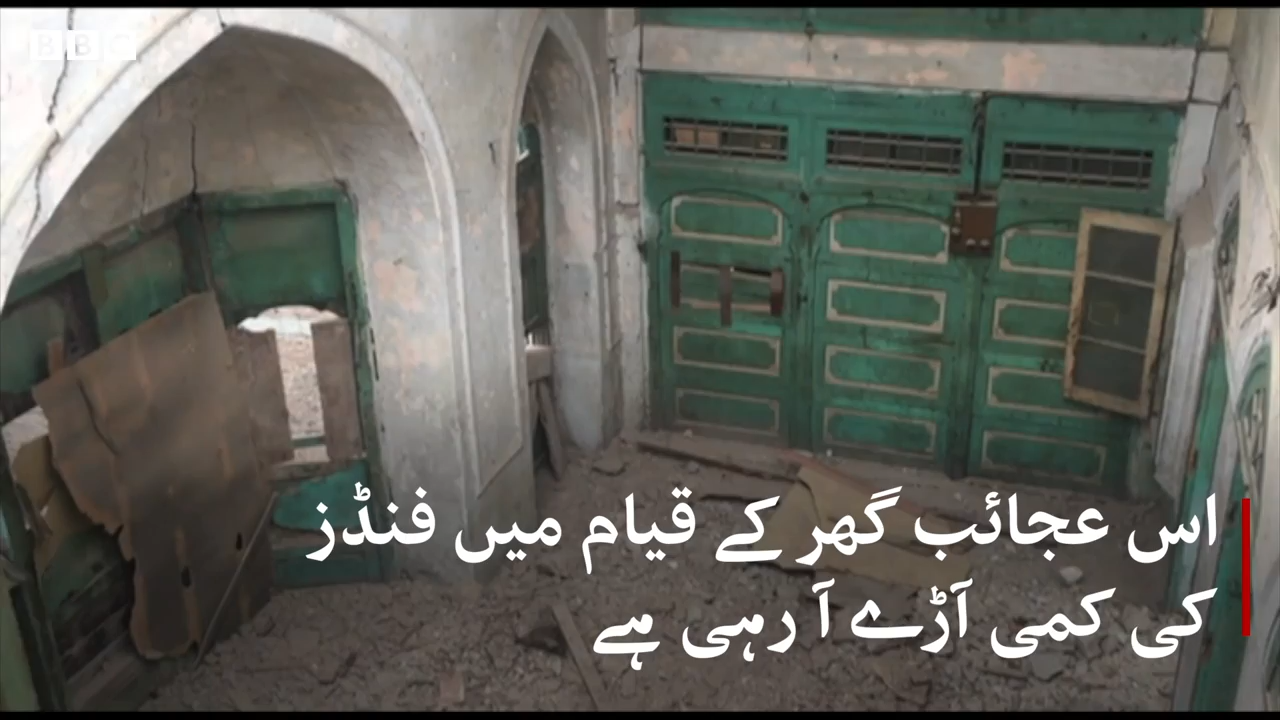 BBC
اس عجائب گھر کے قیام میں فنڈز
کی کمی آڑے آ رہی ہے